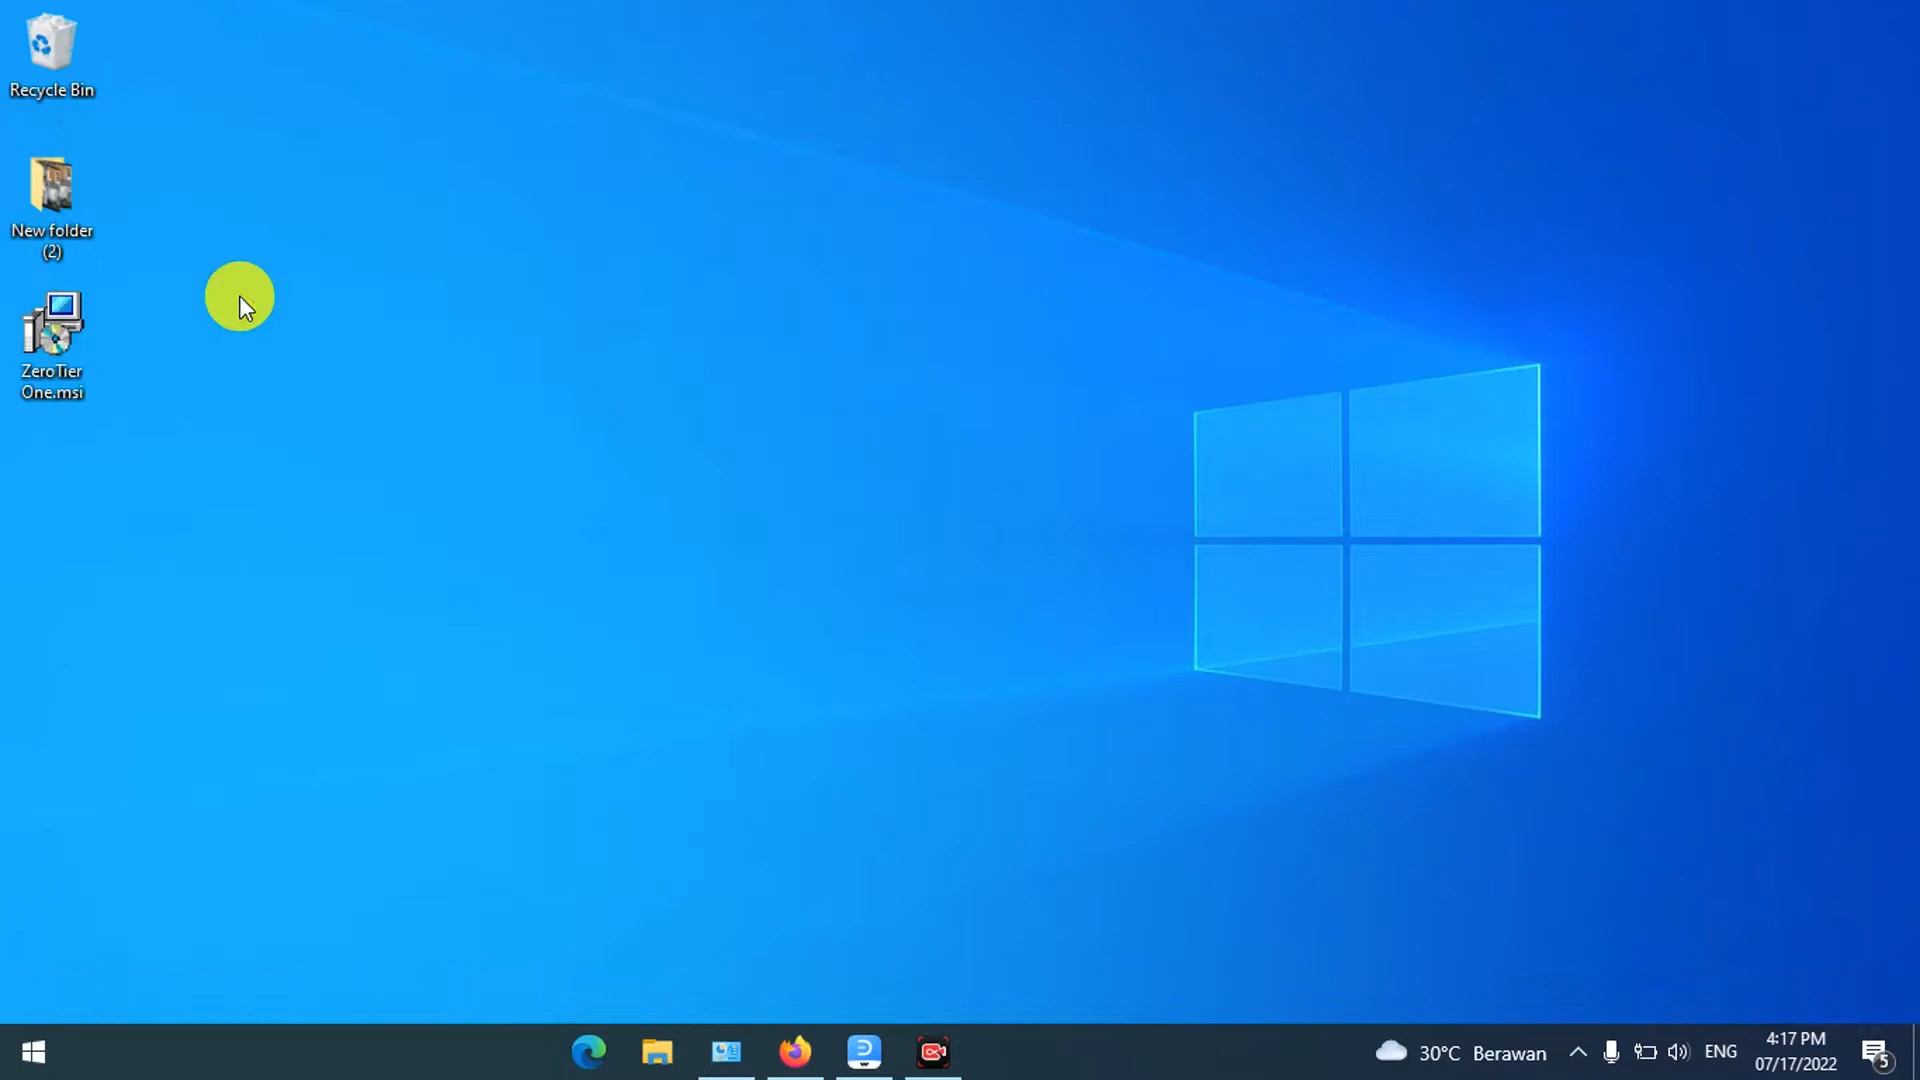 Recycle Bin
New folder
(2)
ZeroTier
One.msi
30°C Berawan
ENG
4:17 PM
07/17/2022
5